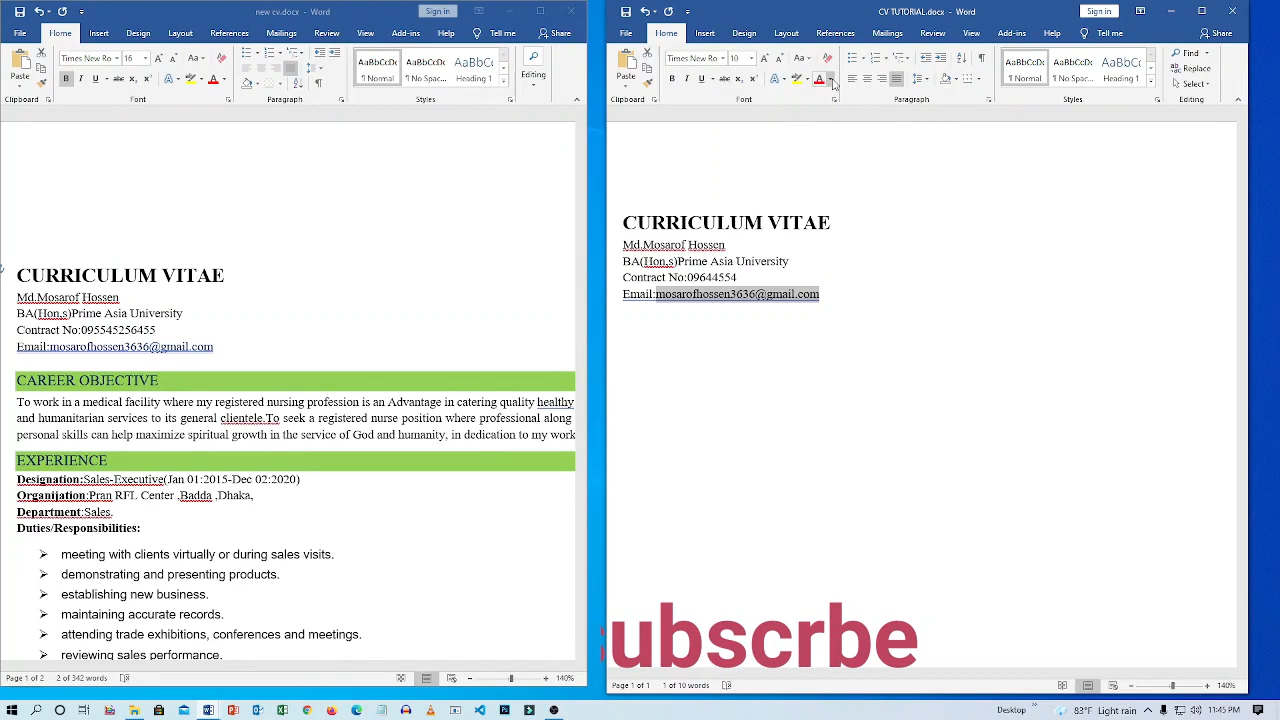 new cv.docx - Word
Sign in
File Home Insert Design Layout References Mailings Review View Add-ins Help Tell me Share
Paste
Times New Ro 16
Clipboard Font Paragraph Styles
AaBbCcDc AaBbCcDc AaBbC
¶ Normal ¶ No Spac... Heading 1
Editing
CURRICULUM VITAE
Md.Mosarof Hossen
BA(Hon,s)Prime Asia University
Contract No:095545256455
Email:mosarofhossen3636@gmail.com
CAREER OBJECTIVE
To work in a medical facility where my registered nursing profession is an Advantage in catering quality healthy
and humanitarian services to its general clientele.To seek a registered nurse position where professional along
personal skills can help maximize spiritual growth in the service of God and humanity, in dedication to my work
EXPERIENCE
Designation:Sales-Executive(Jan 01:2015-Dec 02:2020)
Organijation:Pran RFL Center ,Badda ,Dhaka,
Department:Sales.
Duties/Responsibilities:
meeting with clients virtually or during sales visits.
demonstrating and presenting products.
establishing new business.
maintaining accurate records.
attending trade exhibitions, conferences and meetings.
reviewing sales performance.
Page 1 of 2 2 of 342 words 140%
CV TUTORIAL.docx - Word
Sign in
File Home Insert Design Layout References Mailings Review View Add-ins Help Tell me Share
Paste
Times New Ro 10
Clipboard Font Paragraph Styles Editing
AaBbCcDc AaBbCcDc AaBbC
¶ Normal ¶ No Spac... Heading 1
Find
Replace
Select
CURRICULUM VITAE
Md.Mosarof Hossen
BA(Hon,s)Prime Asia University
Contract No:09644554
Email:mosarofhossen3636@gmail.com
ubscrbe
Page 1 of 1 1 of 10 words 140%
Desktop 83°F Light rain 11:45 PM